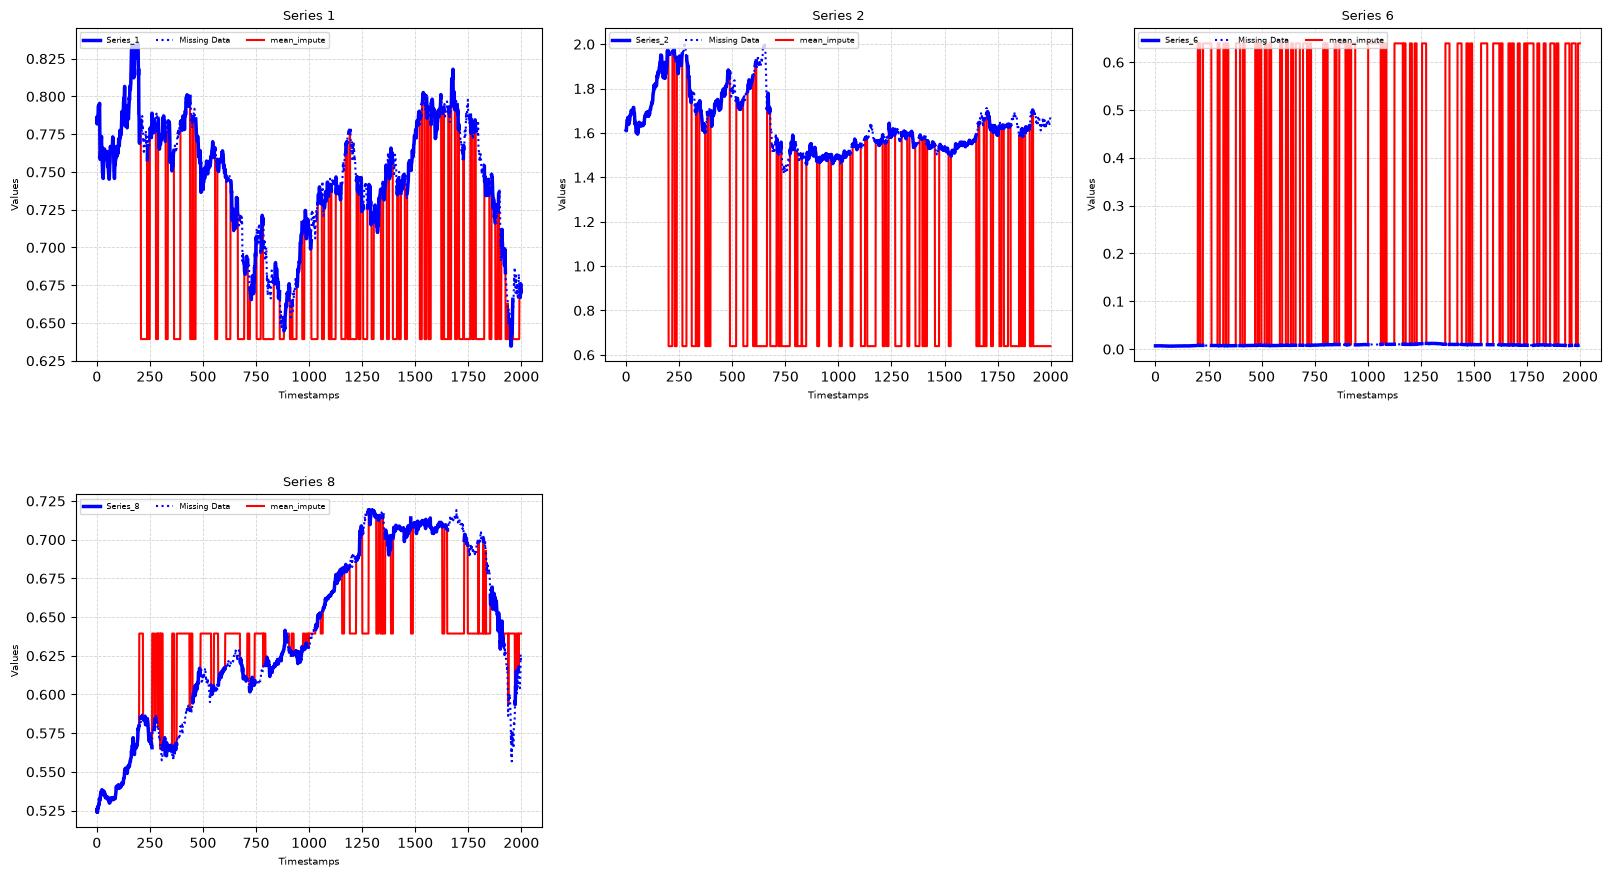 Series 1
Series_1 Missing Data mean_impute
0.825
0.800
0.775
0.750
0.725
0.700
0.675
0.650
0.625
Values
0 250 500 750 1000 1250 1500 1750 2000
Timestamps
Series 2
Series_2 Missing Data mean_impute
2.0
1.8
1.6
1.4
1.2
1.0
0.8
0.6
Values
0 250 500 750 1000 1250 1500 1750 2000
Timestamps
Series 6
Series_6 Missing Data mean_impute
0.6
0.5
0.4
0.3
0.2
0.1
0.0
Values
0 250 500 750 1000 1250 1500 1750 2000
Timestamps
Series 8
Series_8 Missing Data mean_impute
0.725
0.700
0.675
0.650
0.625
0.600
0.575
0.550
0.525
Values
0 250 500 750 1000 1250 1500 1750 2000
Timestamps